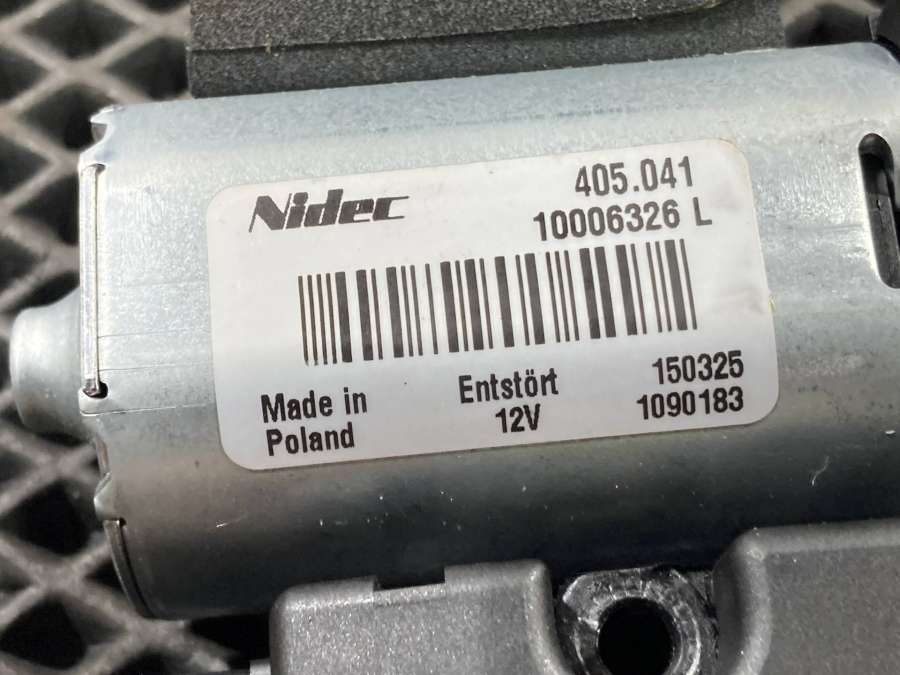 Nidec
405.041
10006326 L
Made in
Poland
Entstört
12V
150325
1090183